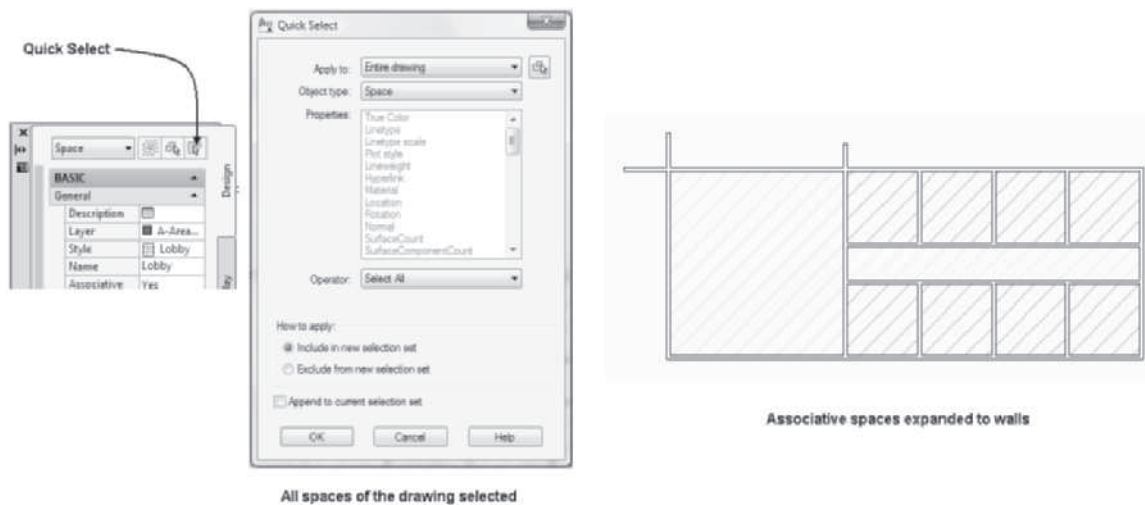 Quick Select
Space
BASIC
General
Description
Layer A-Area...
Style Lobby
Name Lobby
Associative Yes
Design
Quick Select
Apply to: Entire drawing
Object type: Space
Properties: True Color
Linetype
Linetype scale
Plot style
Lineweight
Hyperlink
Material
Location
Rotation
Normal
SurfaceCount
SurfaceComponentCount
Operator: Select All
How to apply:
Include in new selection set
Exclude from new selection set
Append to current selection set
OK Cancel Help
All spaces of the drawing selected
Associative spaces expanded to walls